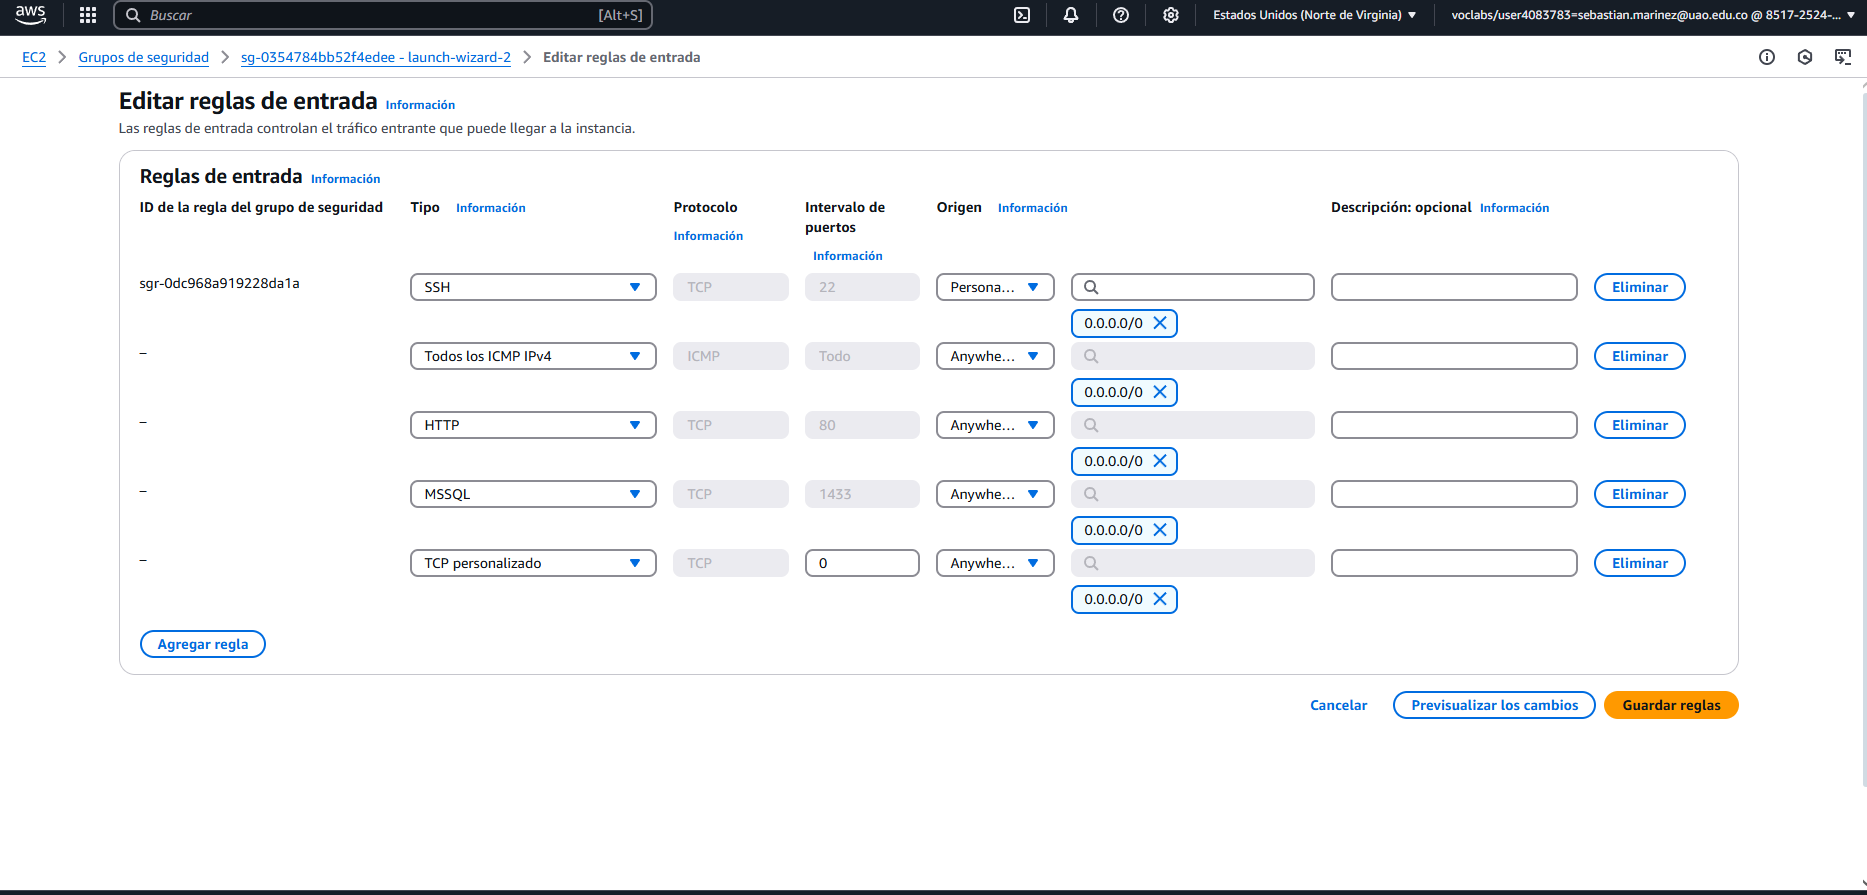 aws
Buscar [Alt+S] Estados Unidos (Norte de Virginia) voclabs/user4083783=sebastian.marinez@uao.edu.co @ 8517-2524-...
EC2 Grupos de seguridad sg-0354784bb52f4edee - launch-wizard-2 Editar reglas de entrada
Editar reglas de entrada Información
Las reglas de entrada controlan el tráfico entrante que puede llegar a la instancia.
Reglas de entrada Información
ID de la regla del grupo de seguridad Tipo Información Protocolo Información Intervalo de puertos Información Origen Información Descripción: opcional Información
sgr-0dc968a919228da1a SSH TCP 22 Persona... Eliminar
0.0.0.0/0
– Todos los ICMP IPv4 ICMP Todo Anywhe... Eliminar
0.0.0.0/0
– HTTP TCP 80 Anywhe... Eliminar
0.0.0.0/0
– MSSQL TCP 1433 Anywhe... Eliminar
0.0.0.0/0
– TCP personalizado TCP 0 Anywhe... Eliminar
0.0.0.0/0
Agregar regla
Cancelar Previsualizar los cambios Guardar reglas